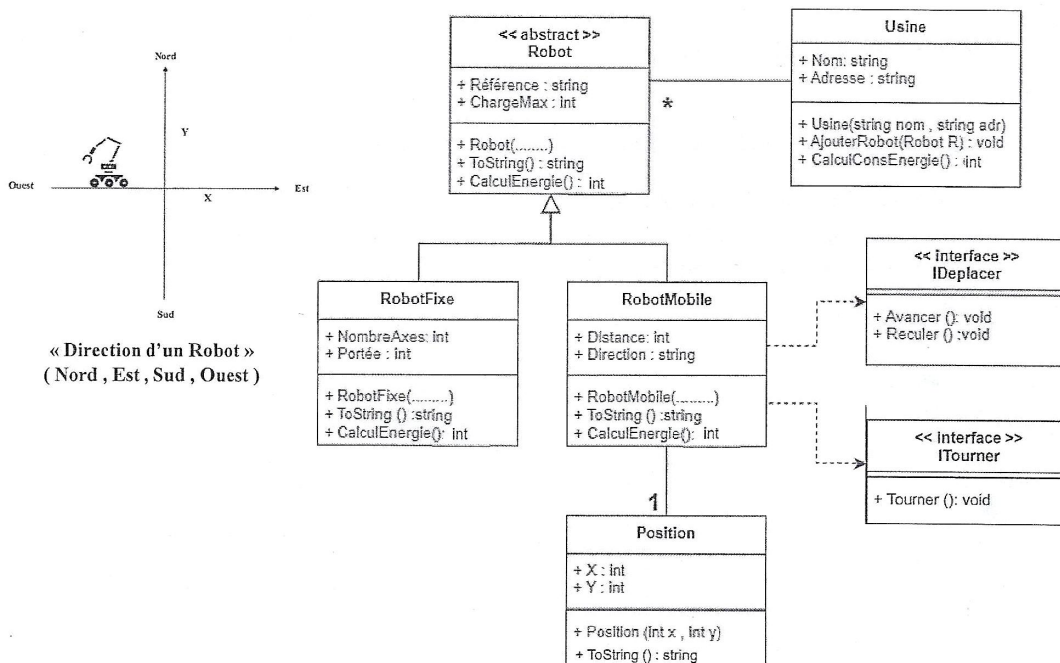 Nord
Y
Ouest
X
Est
Sud
« Direction d'un Robot »
( Nord , Est , Sud , Ouest )
<< abstract >>
Robot
+ Référence : string
+ ChargeMax : int
+ Robot(........)
+ ToString() : string
+ CalculEnergie() : int
*
Usine
+ Nom: string
+ Adresse : string
+ Usine(string nom , string adr)
+ AjouterRobot(Robot R) : void
+ CalculConsEnergie() : int
RobotFixe
+ NombreAxes: int
+ Portée : int
+ RobotFixe(.........)
+ ToString () :string
+ CalculEnergie(): int
RobotMobile
+ Distance: int
+ Direction : string
+ RobotMobile(.........)
+ ToString () :string
+ CalculEnergie(): int
<< interface >>
IDeplacer
+ Avancer (): void
+ Reculer () :void
<< interface >>
ITourner
+ Tourner (): void
1
Position
+ X : int
+ Y : int
+ Position (int x , int y)
+ ToString () : string